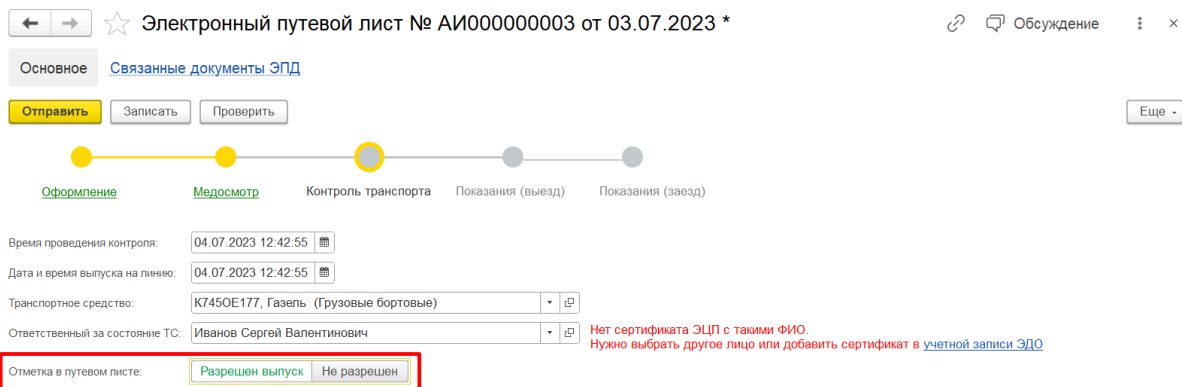 Электронный путевой лист № АИ000000003 от 03.07.2023 *
Обсуждение
Основное Связанные документы ЭПД
Отправить Записать Проверить Еще
Оформление Медосмотр Контроль транспорта Показания (выезд) Показания (заезд)
Время проведения контроля: 04.07.2023 12:42:55
Дата и время выпуска на линию: 04.07.2023 12:42:55
Транспортное средство: К745ОЕ177, Газель (Грузовые бортовые)
Ответственный за состояние ТС: Иванов Сергей Валентинович Нет сертификата ЭЦП с такими ФИО.
Нужно выбрать другое лицо или добавить сертификат в учетной записи ЭДО
Отметка в путевом листе: Разрешен выпуск Не разрешен